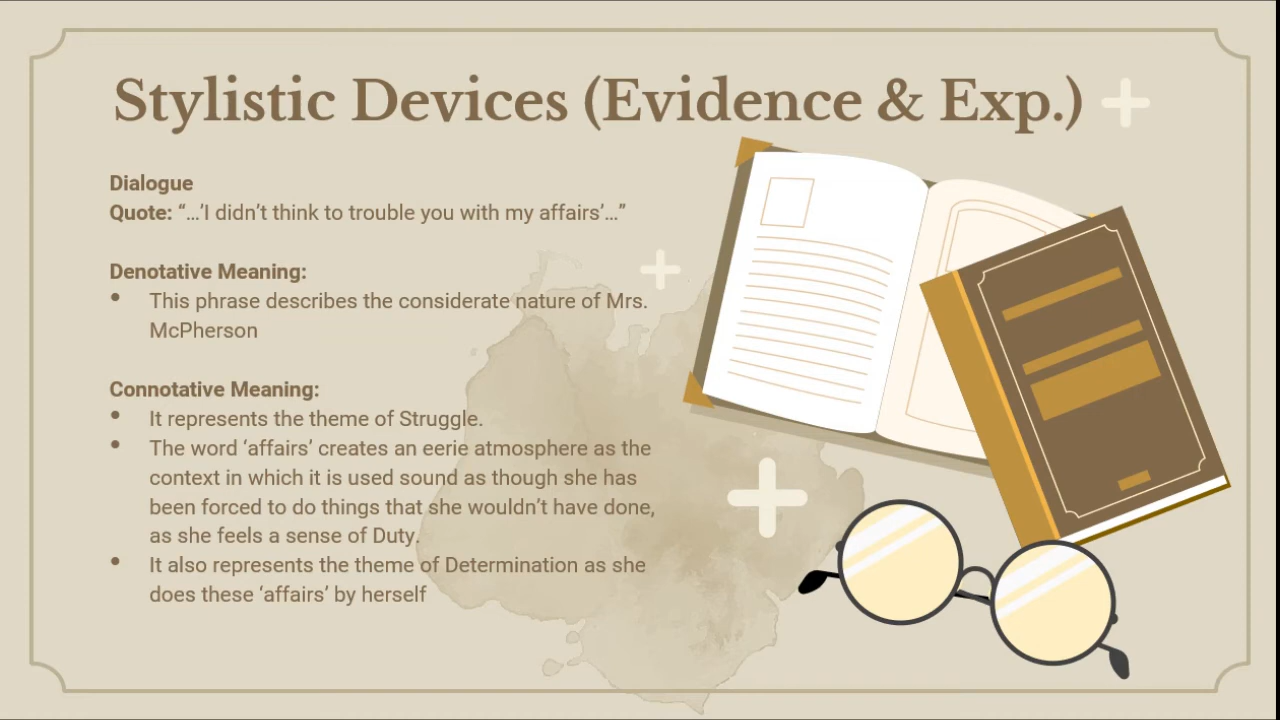 Stylistic Devices (Evidence & Exp.)
Dialogue
Quote: “…’I didn’t think to trouble you with my affairs’…”
Denotative Meaning:
• This phrase describes the considerate nature of Mrs.
McPherson
Connotative Meaning:
• It represents the theme of Struggle.
• The word ‘affairs’ creates an eerie atmosphere as the
context in which it is used sound as though she has
been forced to do things that she wouldn’t have done,
as she feels a sense of Duty.
• It also represents the theme of Determination as she
does these ‘affairs’ by herself